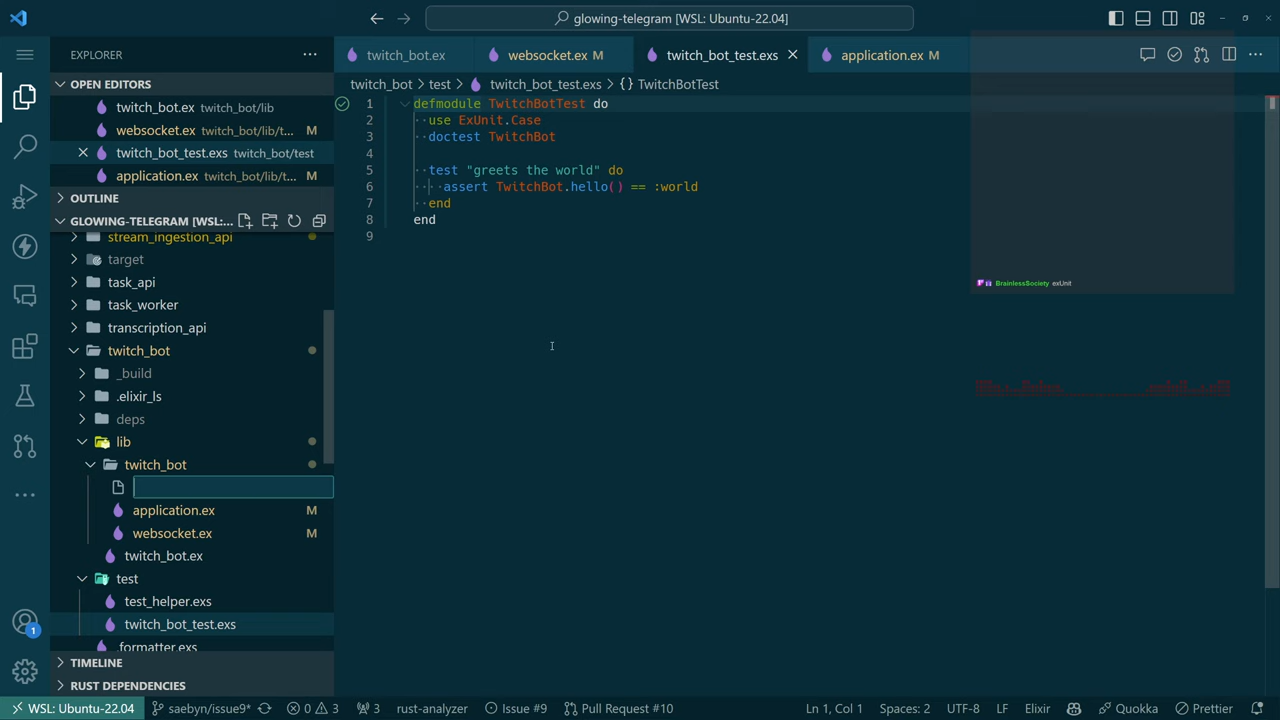 glowing-telegram [WSL: Ubuntu-22.04]
EXPLORER
OPEN EDITORS
twitch_bot.ex twitch_bot/lib
websocket.ex twitch_bot/lib/t... M
twitch_bot_test.exs twitch_bot/test
application.ex twitch_bot/lib/t... M
OUTLINE
GLOWING-TELEGRAM [WSL:...
stream_ingestion_api
target
task_api
task_worker
transcription_api
twitch_bot
_build
.elixir_ls
deps
lib
twitch_bot
application.ex M
websocket.ex M
twitch_bot.ex
test
test_helper.exs
twitch_bot_test.exs
.formatter.exs
TIMELINE
RUST DEPENDENCIES
twitch_bot.ex websocket.ex M twitch_bot_test.exs application.ex M
twitch_bot > test > twitch_bot_test.exs > {} TwitchBotTest
1 defmodule TwitchBotTest do
2 use ExUnit.Case
3 doctest TwitchBot
4
5 test "greets the world" do
6 assert TwitchBot.hello() == :world
7 end
8 end
9
BrainlessSociety exUnit
1
WSL: Ubuntu-22.04 saebyn/issue9* 0 3 3 rust-analyzer Issue #9 Pull Request #10 Ln 1, Col 1 Spaces: 2 UTF-8 LF Elixir Quokka Prettier